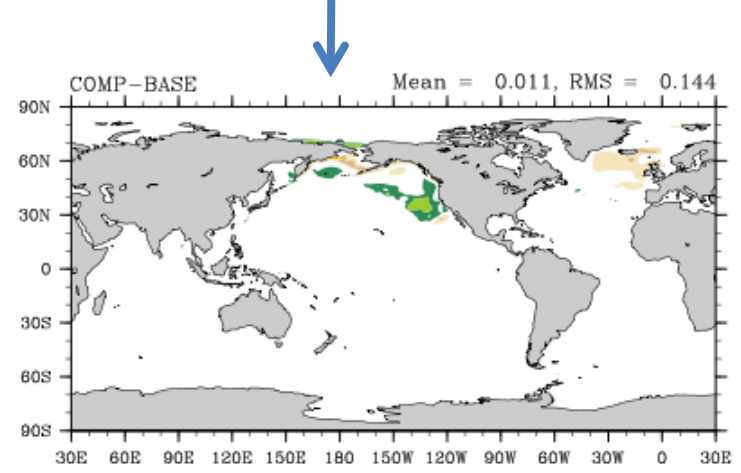 COMP−BASE Mean = 0.011, RMS = 0.144
90N
60N
30N
0
30S
60S
90S
30E 60E 90E 120E 150E 180 150W 120W 90W 60W 30W 0 30E